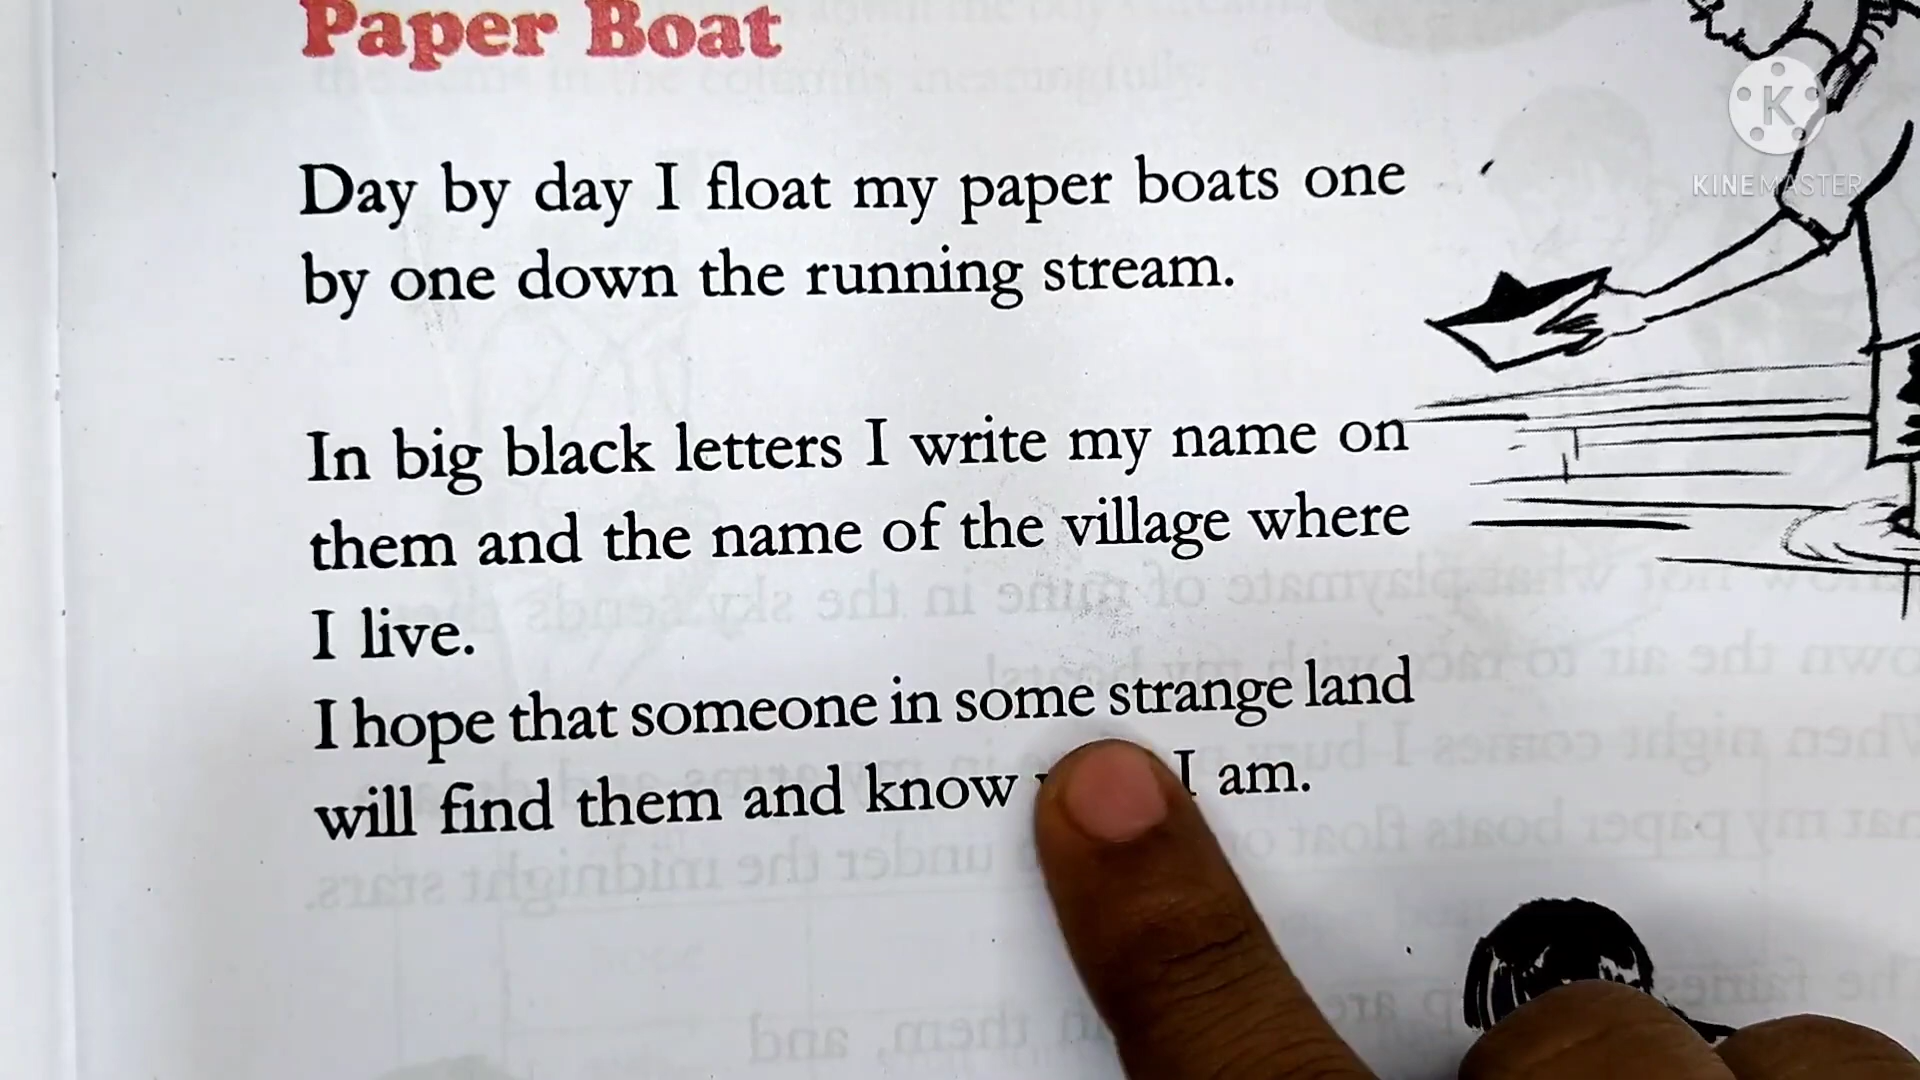 Paper Boat
Day by day I float my paper boats one
by one down the running stream.
In big black letters I write my name on
them and the name of the village where
I live.
I hope that someone in some strange land
will find them and know I am.
KINEMASTER